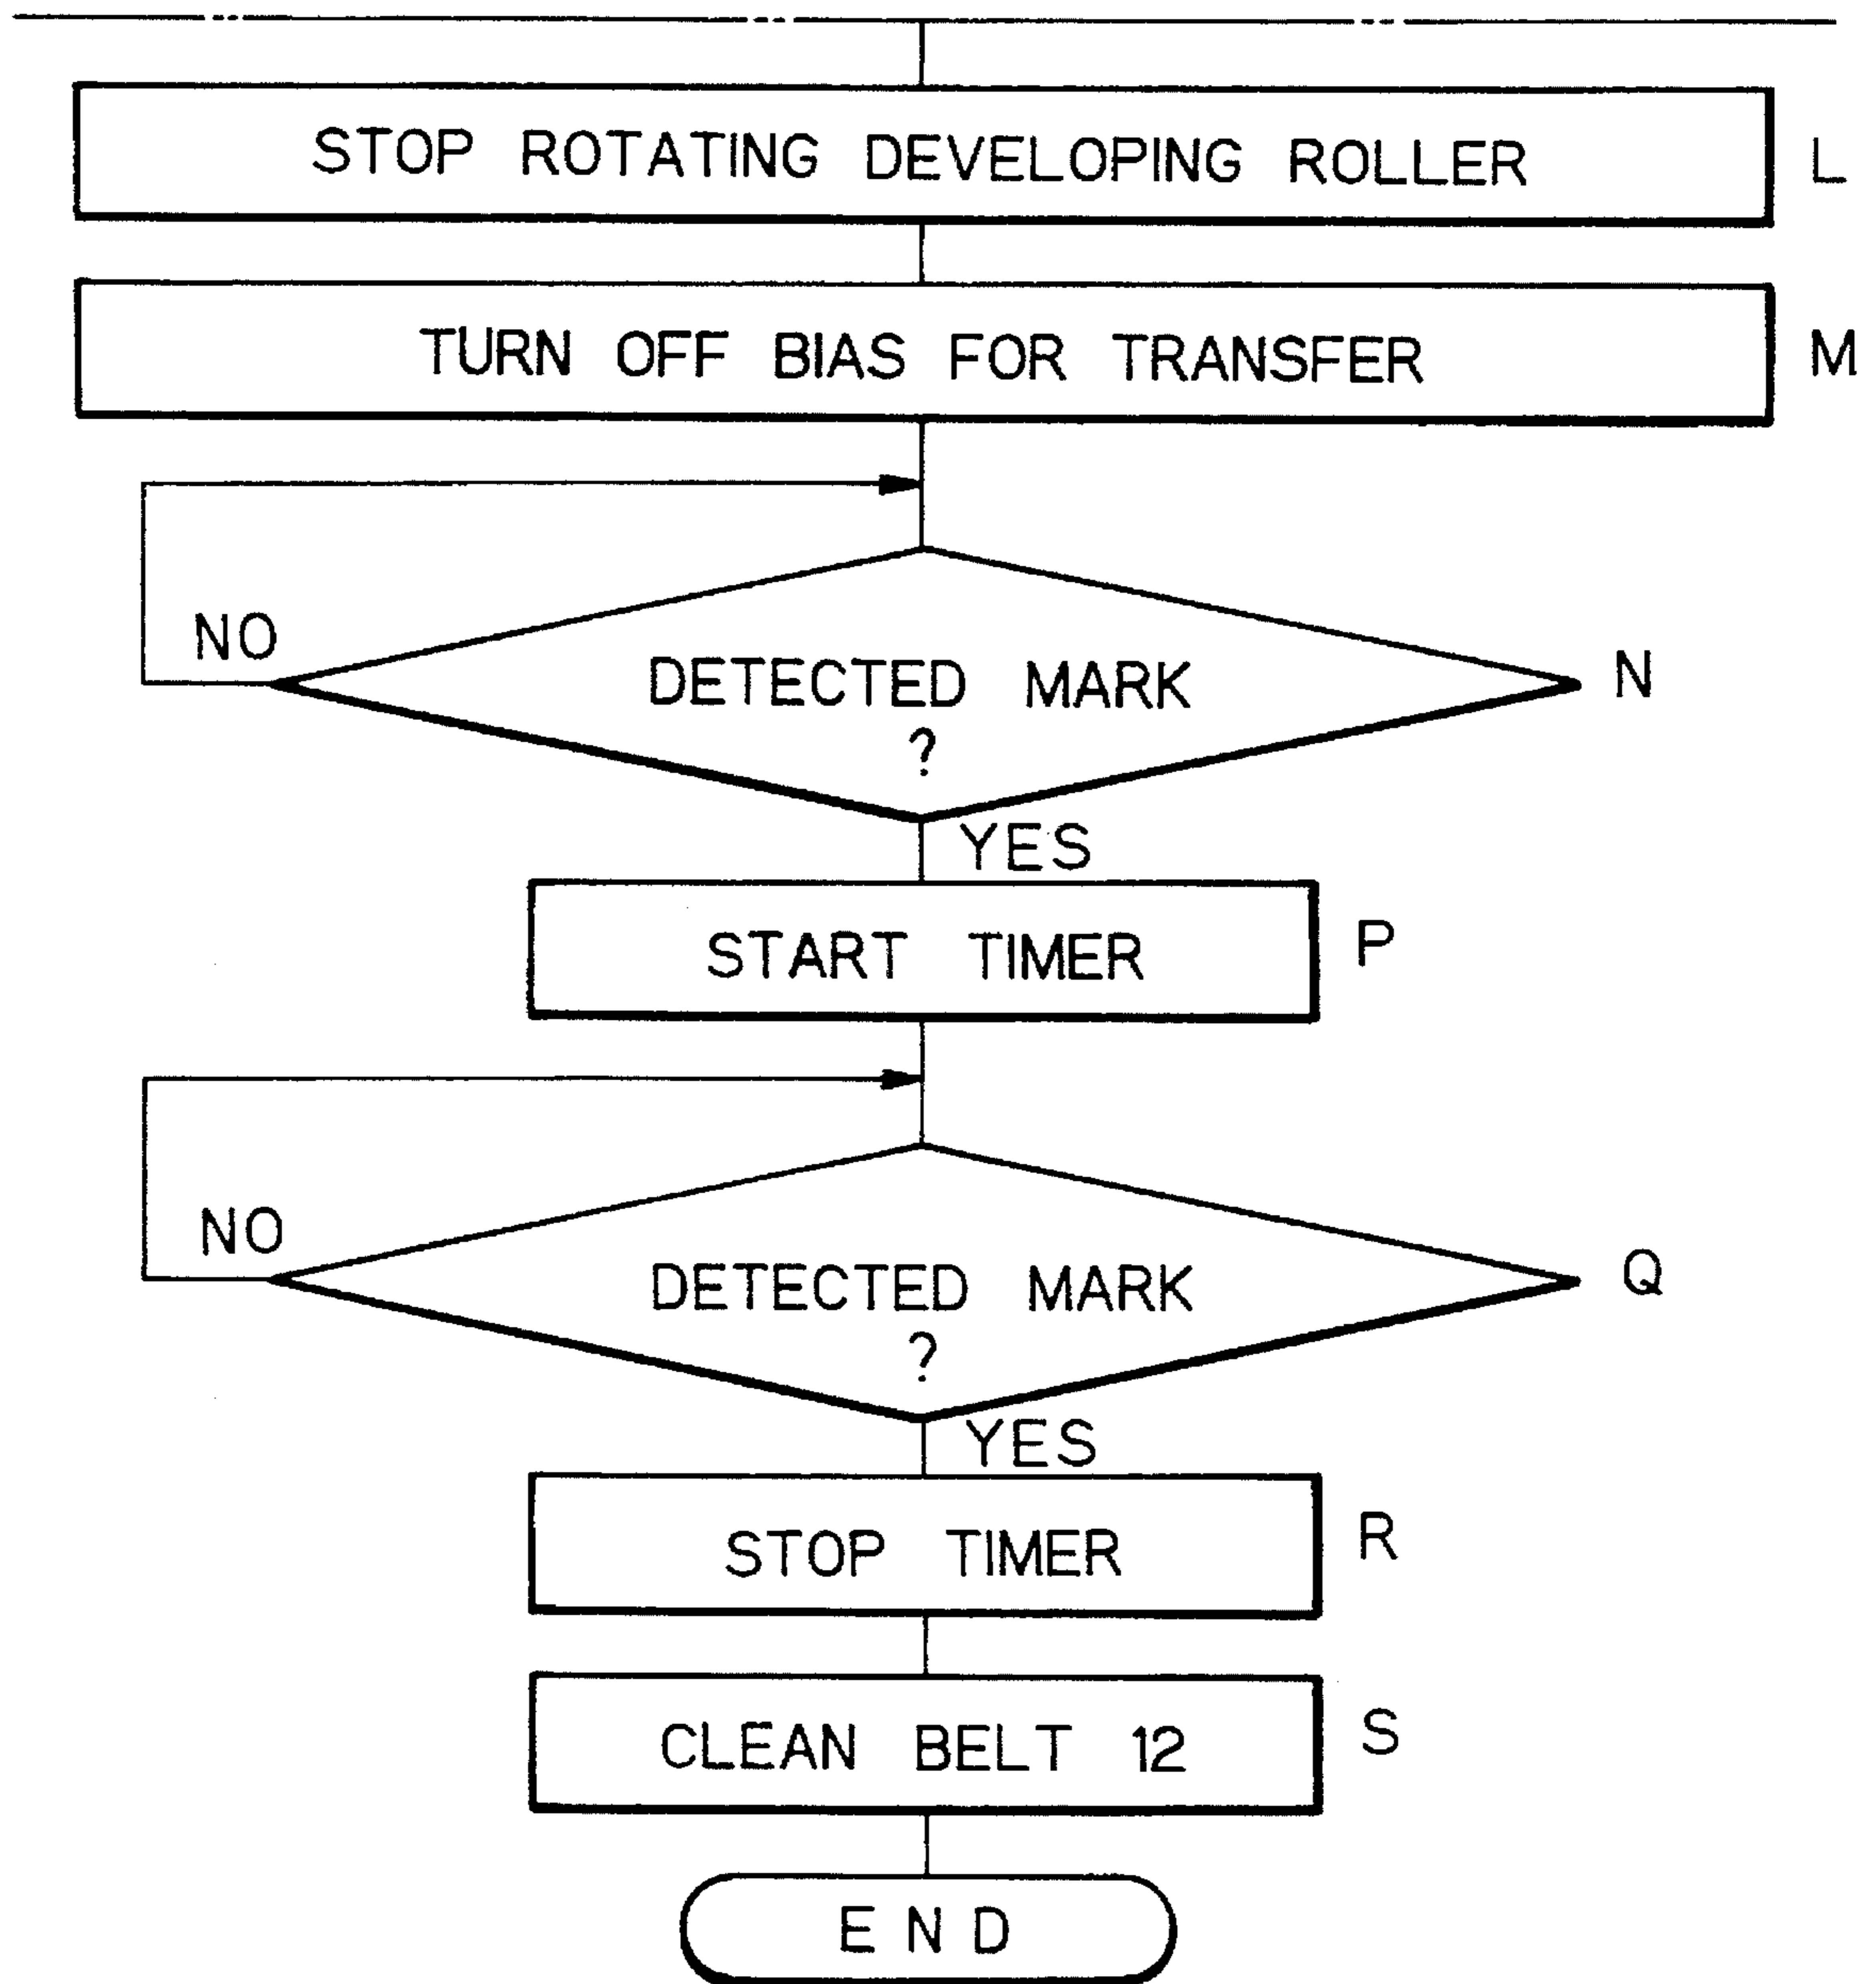 STOP ROTATING DEVELOPING ROLLER
L
TURN OFF BIAS FOR TRANSFER
M
NO
DETECTED MARK
?
N
YES
START TIMER
P
NO
DETECTED MARK
?
Q
YES
STOP TIMER
R
CLEAN BELT 12
S
END